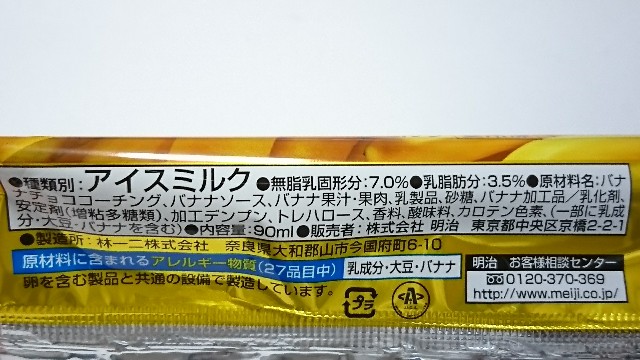 ●種類別:アイスミルク●無脂乳固形分:7.0%●乳脂肪分:3.5%●原材料名:バナ
ナチョココーチング、バナナソース、バナナ果汁・果肉、乳製品、砂糖、バナナ加工品/乳化剤、
安定剤(増粘多糖類)、加工デンプン、トレハロース、香料、酸味料、カロテン色素、(一部に乳成
分・大豆・バナナを含む)●内容量:90ml●販売者:株式会社 明治 東京都中央区京橋2-2-1
●製造所:林一二株式会社 奈良県大和郡山市今国府町6-10
原材料に含まれるアレルギー物質(27品目中) 乳成分・大豆・バナナ
卵を含む製品と共通の設備で製造しています。
プラ
明治 お客様相談センター
0120-370-369
http://www.meiji.co.jp/